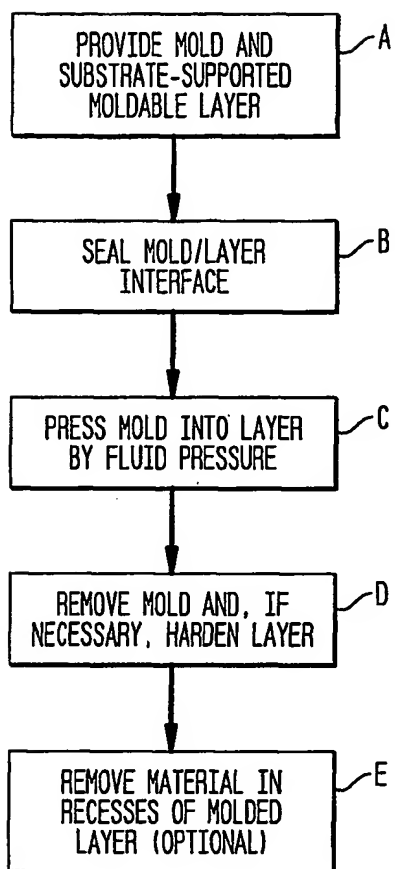 PROVIDE MOLD AND
SUBSTRATE-SUPPORTED
MOLDABLE LAYER
A
SEAL MOLD/LAYER
INTERFACE
B
PRESS MOLD INTO LAYER
BY FLUID PRESSURE
C
REMOVE MOLD AND, IF
NECESSARY, HARDEN LAYER
D
REMOVE MATERIAL IN
RECESSES OF MOLDED
LAYER (OPTIONAL)
E